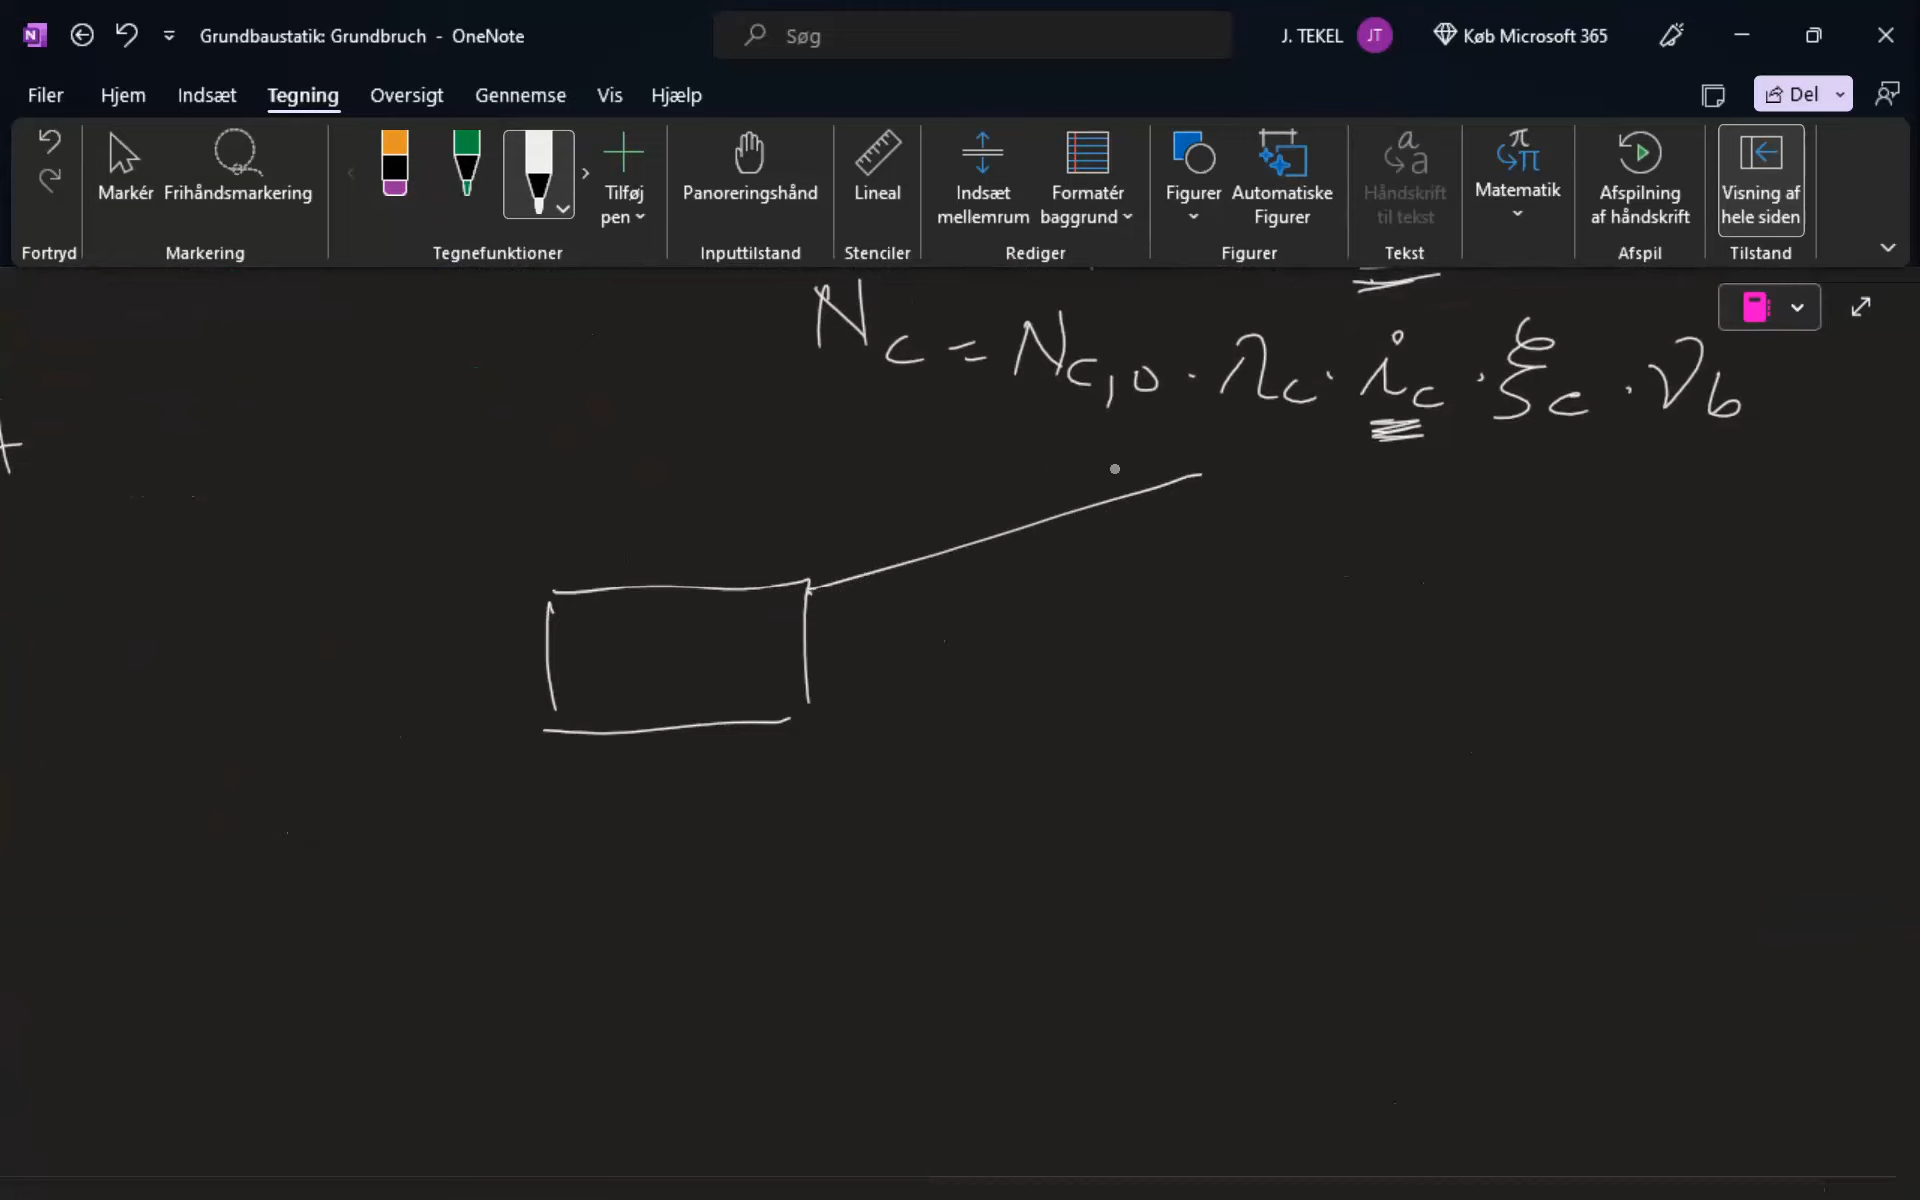 Grundbaustatik: Grundbruch - OneNote
Søg
J. TEKEL
JT
Køb Microsoft 365
Filer
Hjem
Indsæt
Tegning
Oversigt
Gennemse
Vis
Hjælp
Del
Markér
Frihåndsmarkering
Tilføj
pen
Panoreringshånd
Lineal
Indsæt
mellemrum
Formatér
baggrund
Figurer
Automatiske
Figurer
Håndskrift
til tekst
Matematik
Afspilning
af håndskrift
Visning af
hele siden
Fortryd
Markering
Tegnefunktioner
Inputtilstand
Stenciler
Rediger
Figurer
Tekst
Afspil
Tilstand
N_c = N_c,0 · λ_c · i_c · ξ_c · ν_b